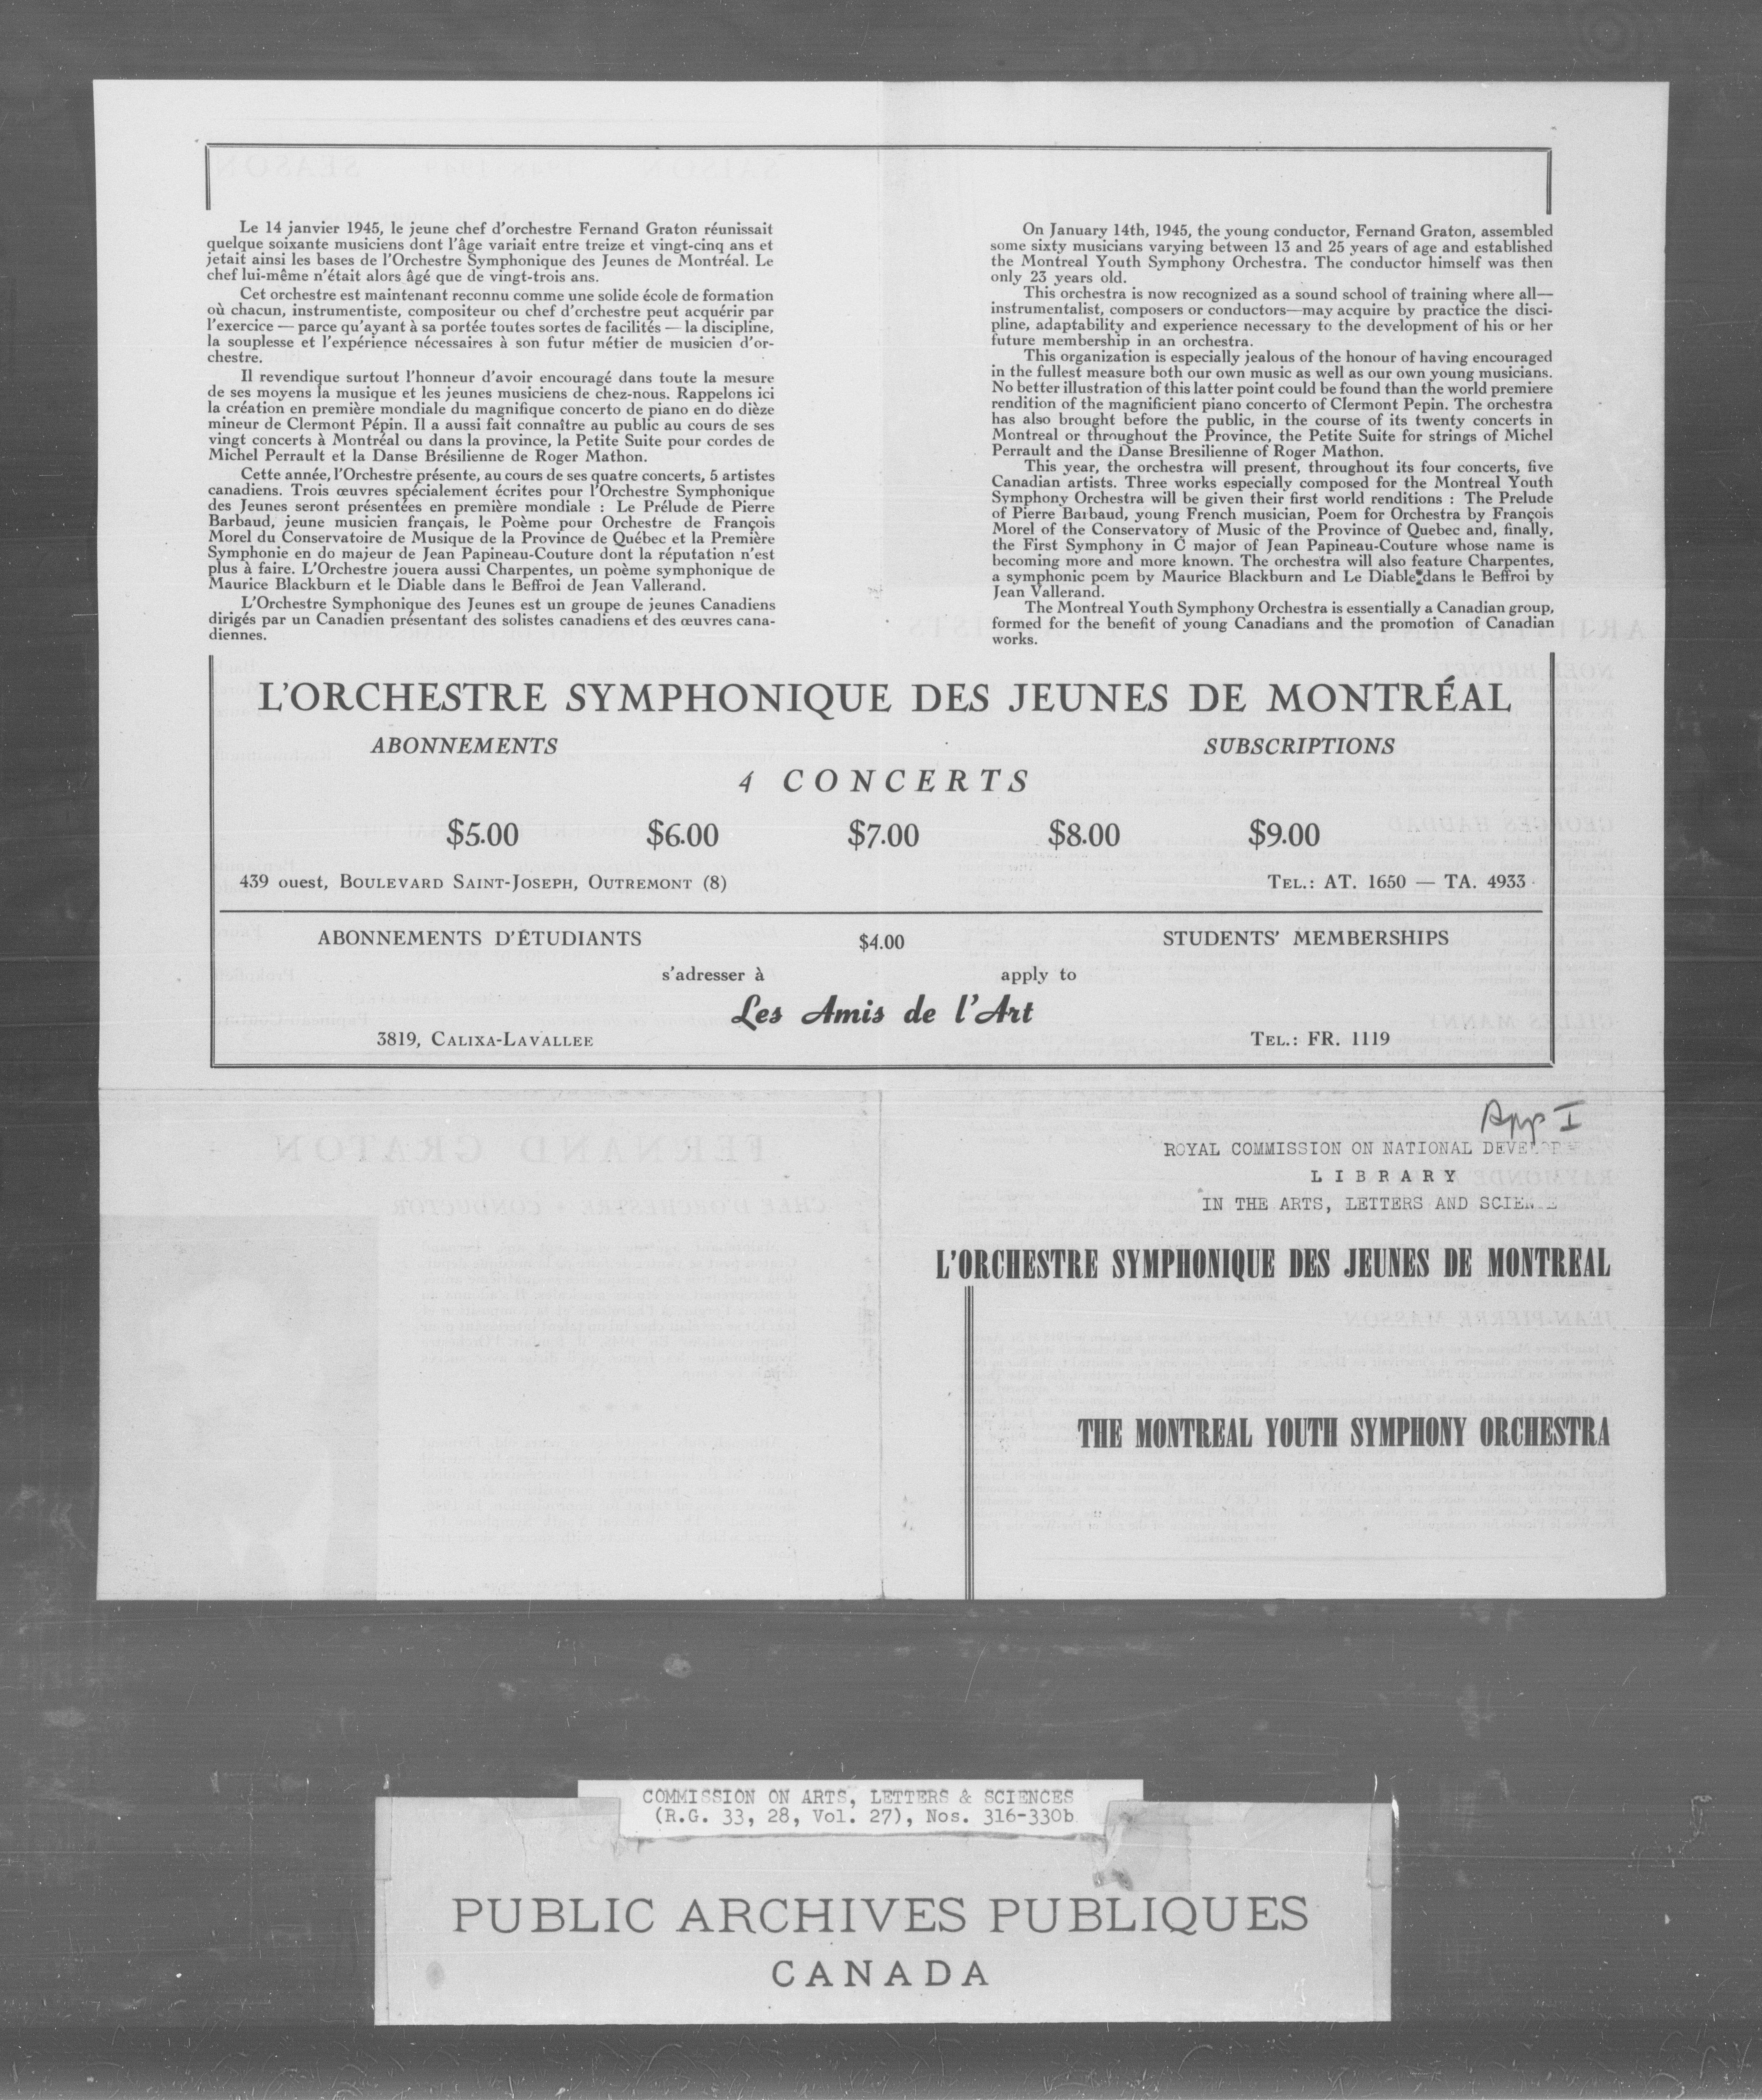 Le 14 janvier 1945, le jeune chef d'orchestre Fernand Graton réunissait
quelque soixante musiciens dont l'âge variait entre treize et vingt-cinq ans et
jetait ainsi les bases de l'Orchestre Symphonique des Jeunes de Montréal. Le
chef lui-même n'était alors âgé que de vingt-trois ans.
Cet orchestre est maintenant reconnu comme une solide école de formation
où chacun, instrumentiste, compositeur ou chef d'orchestre peut acquérir par
l'exercice — parce qu'ayant à sa portée toutes sortes de facilités — la discipline,
la souplesse et l'expérience nécessaires à son futur métier de musicien d'or-
chestre.
Il revendique surtout l'honneur d'avoir encouragé dans toute la mesure
de ses moyens la musique et les jeunes musiciens de chez-nous. Rappelons ici
la création en première mondiale du magnifique concerto de piano en do dièze
mineur de Clermont Pépin. Il a aussi fait connaître au public au cours de ses
vingt concerts à Montréal ou dans la province, la Petite Suite pour cordes de
Michel Perrault et la Danse Brésilienne de Roger Mathon.
Cette année, l'Orchestre présente, au cours de ses quatre concerts, 5 artistes
canadiens. Trois œuvres spécialement écrites pour l'Orchestre Symphonique
des Jeunes seront présentées en première mondiale : Le Prélude de Pierre
Barbaud, jeune musicien français, le Poème pour Orchestre de François
Morel du Conservatoire de Musique de la Province de Québec et la Première
Symphonie en do majeur de Jean Papineau-Couture dont la réputation n'est
plus à faire. L'Orchestre jouera aussi Charpentes, un poème symphonique de
Maurice Blackburn et le Diable dans le Beffroi de Jean Vallerand.
L'Orchestre Symphonique des Jeunes est un groupe de jeunes Canadiens
dirigés par un Canadien présentant des solistes canadiens et des œuvres cana-
diennes.
On January 14th, 1945, the young conductor, Fernand Graton, assembled
some sixty musicians varying between 13 and 25 years of age and established
the Montreal Youth Symphony Orchestra. The conductor himself was then
only 23 years old.
This orchestra is now recognized as a sound school of training where all—
instrumentalist, composers or conductors—may acquire by practice the disci-
pline, adaptability and experience necessary to the development of his or her
future membership in an orchestra.
This organization is especially jealous of the honour of having encouraged
in the fullest measure both our own music as well as our own young musicians.
No better illustration of this latter point could be found than the world premiere
rendition of the magnificient piano concerto of Clermont Pepin. The orchestra
has also brought before the public, in the course of its twenty concerts in
Montreal or throughout the Province, the Petite Suite for strings of Michel
Perrault and the Danse Bresilienne of Roger Mathon.
This year, the orchestra will present, throughout its four concerts, five
Canadian artists. Three works especially composed for the Montreal Youth
Symphony Orchestra will be given their first world renditions : The Prelude
of Pierre Barbaud, young French musician, Poem for Orchestra by François
Morel of the Conservatory of Music of the Province of Quebec and, finally,
the First Symphony in C major of Jean Papineau-Couture whose name is
becoming more and more known. The orchestra will also feature Charpentes,
a symphonic poem by Maurice Blackburn and Le Diable dans le Beffroi by
Jean Vallerand.
The Montreal Youth Symphony Orchestra is essentially a Canadian group,
formed for the benefit of young Canadians and the promotion of Canadian
works.
L'ORCHESTRE SYMPHONIQUE DES JEUNES DE MONTRÉAL
ABONNEMENTS SUBSCRIPTIONS
4 CONCERTS
$5.00 $6.00 $7.00 $8.00 $9.00
439 ouest, BOULEVARD SAINT-JOSEPH, OUTREMONT (8) TEL.: AT. 1650 — TA. 4933
ABONNEMENTS D'ÉTUDIANTS $4.00 STUDENTS' MEMBERSHIPS
s'adresser à apply to
Les Amis de l'Art
3819, CALIXA-LAVALLEE TEL.: FR. 1119
App I
ROYAL COMMISSION ON NATIONAL
LIBRARY
IN THE ARTS, LETTERS AND
L'ORCHESTRE SYMPHONIQUE DES JEUNES DE MONTREAL
THE MONTREAL YOUTH SYMPHONY ORCHESTRA
COMMISSION ON ARTS, LETTERS & SCIENCES
(R.G. 33, 28, Vol. 27), Nos. 316-330b
PUBLIC ARCHIVES PUBLIQUES
CANADA